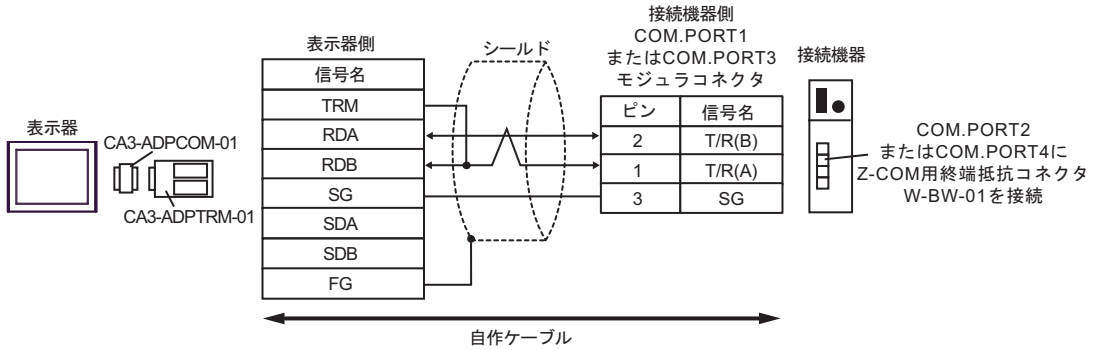 表示器
CA3-ADPCOM-01
CA3-ADPTRM-01
表示器側
信号名
TRM
RDA
RDB
SG
SDA
SDB
FG
シールド
接続機器側
COM.PORT1
またはCOM.PORT3
モジュラコネクタ
ピン 信号名
2 T/R(B)
1 T/R(A)
3 SG
接続機器
COM.PORT2
またはCOM.PORT4に
Z-COM用終端抵抗コネクタ
W-BW-01を接続
自作ケーブル